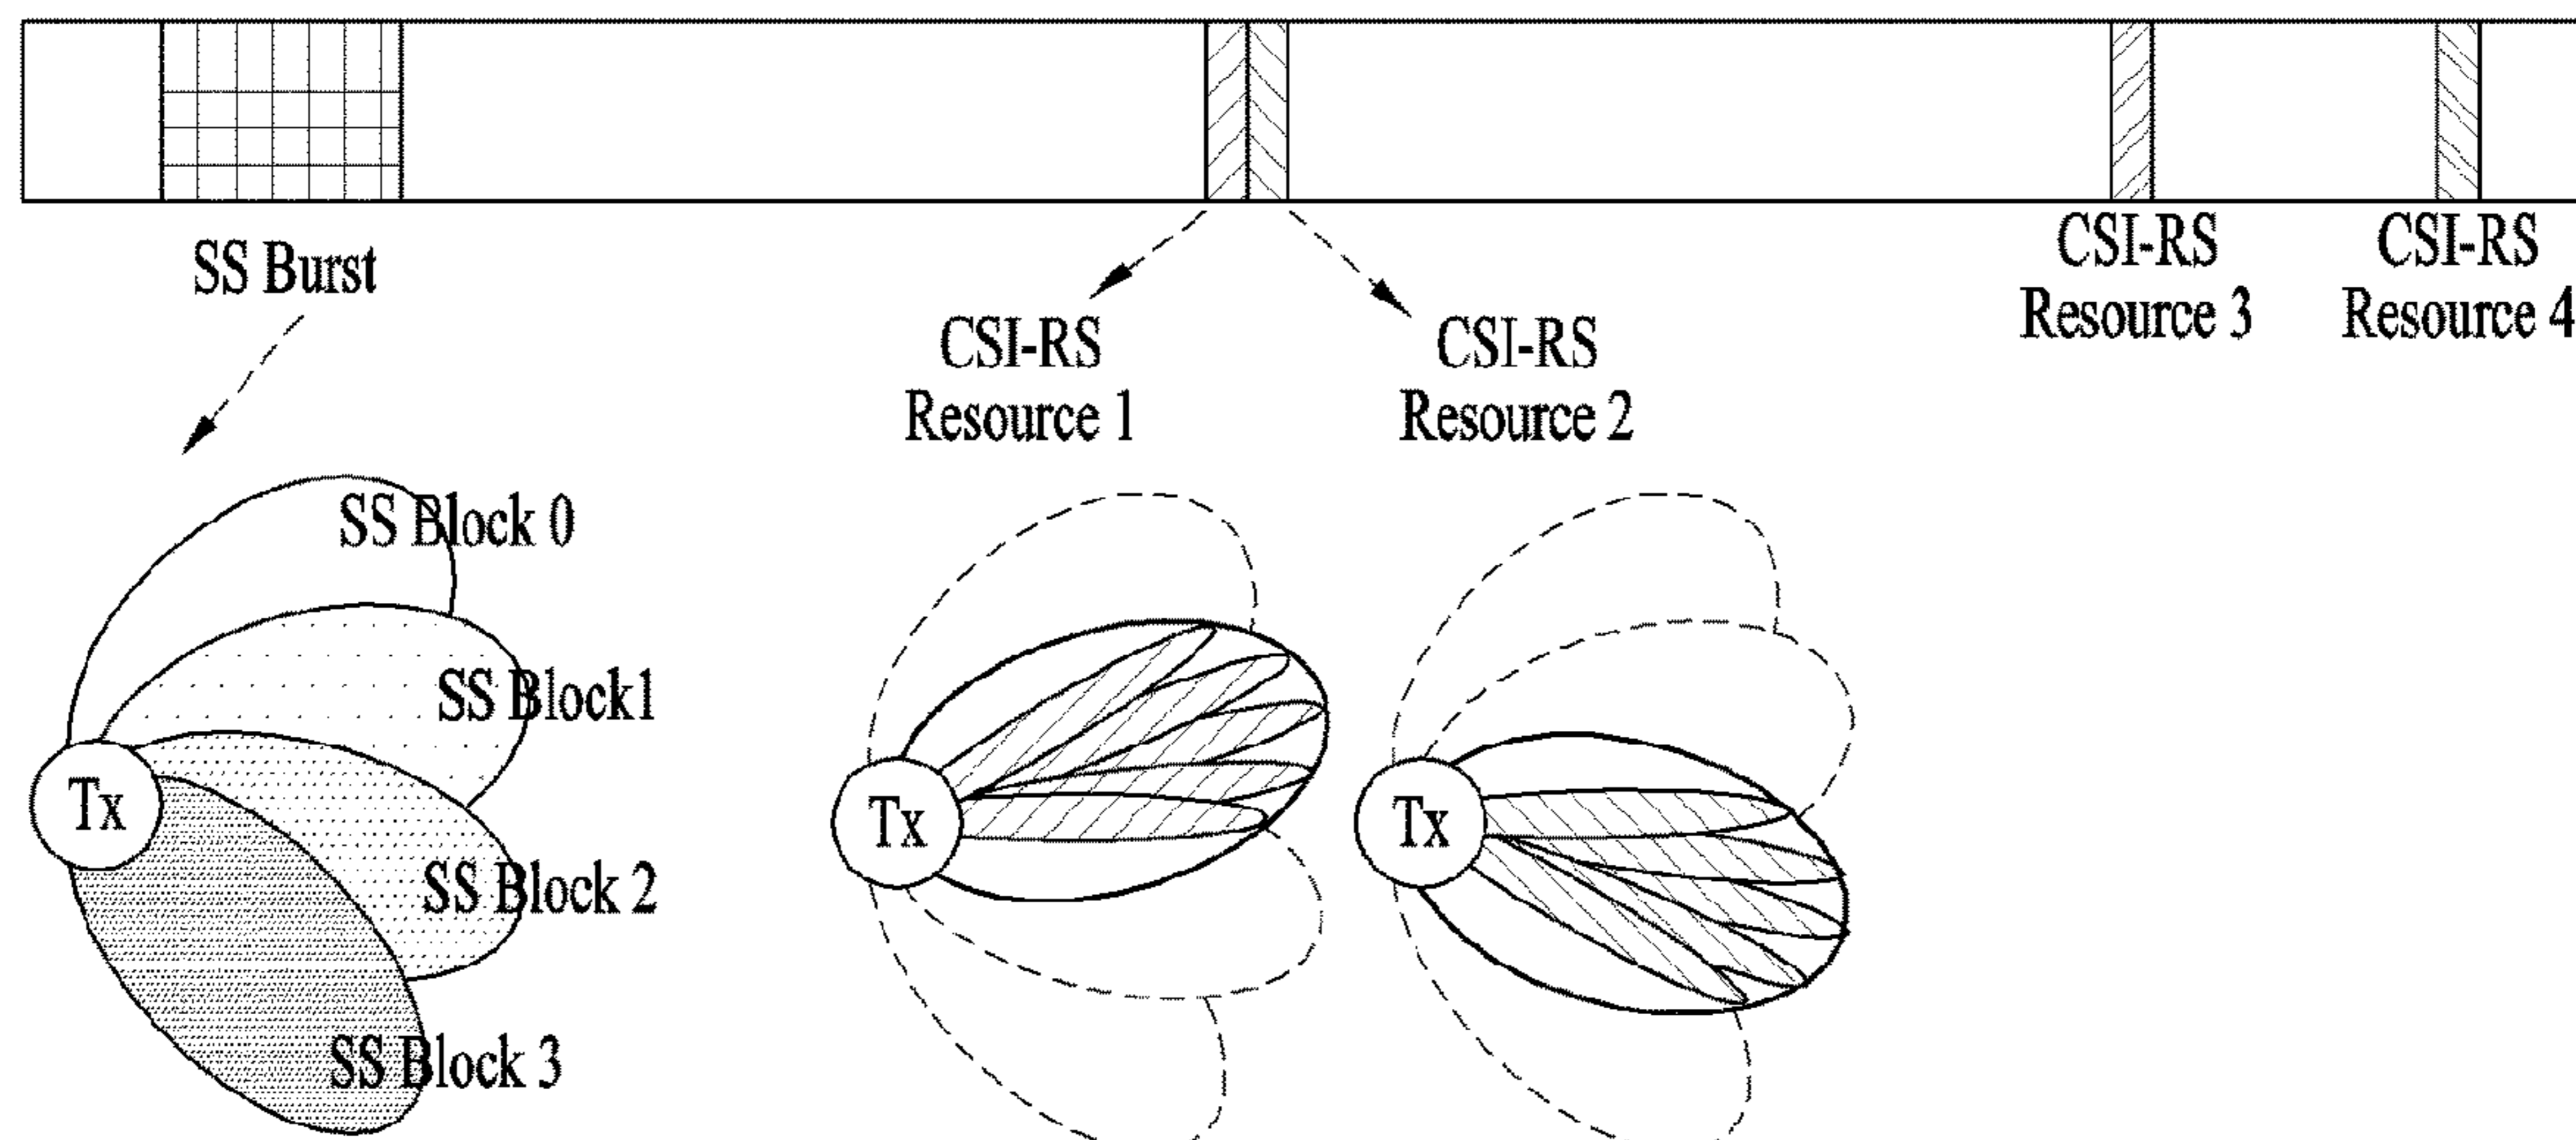 SS Burst
CSI-RS
Resource 1
CSI-RS
Resource 2
CSI-RS
Resource 3
CSI-RS
Resource 4
SS Block 0
SS Block1
SS Block 2
SS Block 3
Tx
Tx
Tx